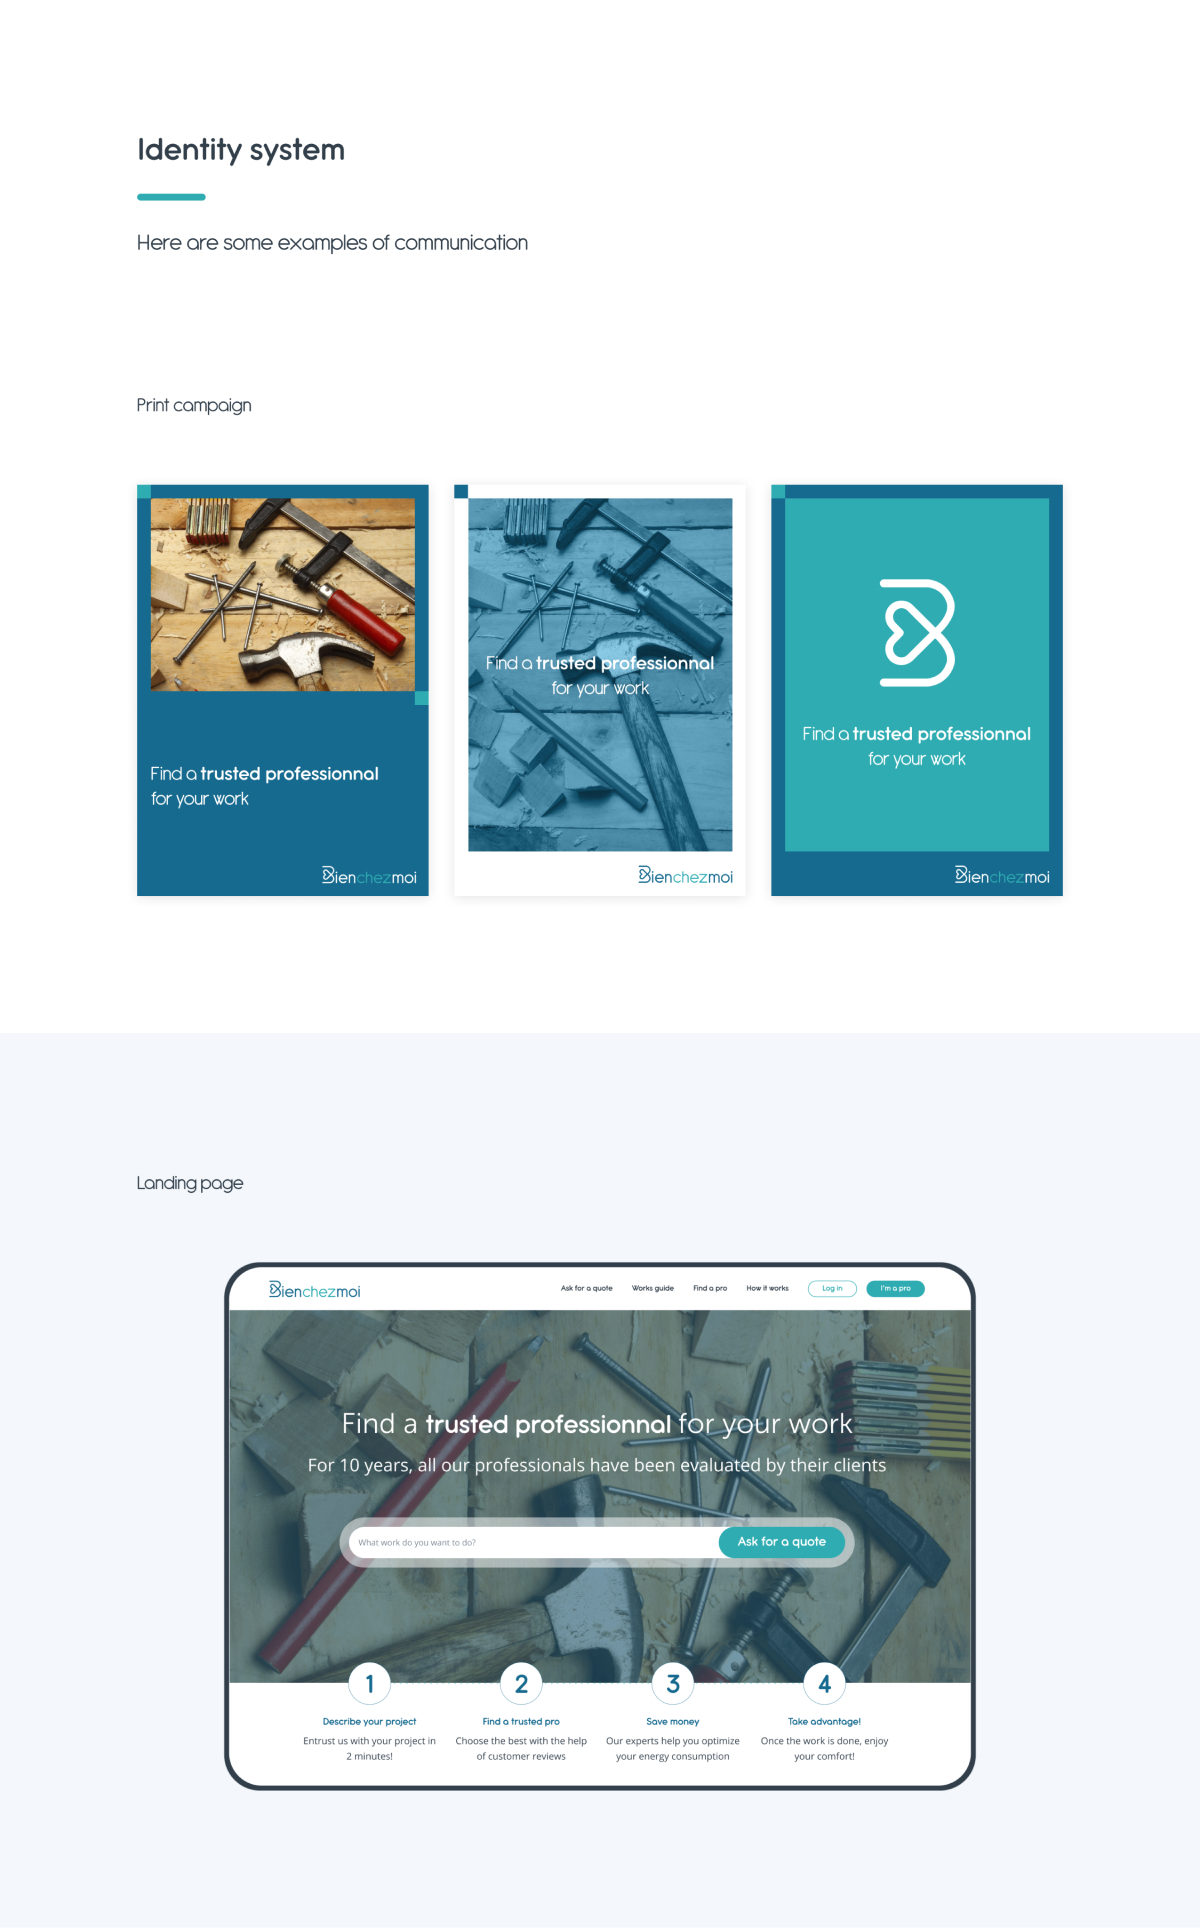 Identity system
Here are some examples of communication
Print campaign
Find a trusted professionnal
for your work
Bienchezmoi
Find a trusted professionnal
for your work
Bienchezmoi
Find a trusted professionnal
for your work
Bienchezmoi
Landing page
Bienchezmoi
Ask for a quote Works guide Find a pro How it works Log in I'm a pro
Find a trusted professionnal for your work
For 10 years, all our professionals have been evaluated by their clients
What work do you want to do? Ask for a quote
1 2 3 4
Describe your project
Entrust us with your project in
2 minutes!
Find a trusted pro
Choose the best with the help
of customer reviews
Save money
Our experts help you optimize
your energy consumption
Take advantage!
Once the work is done, enjoy
your comfort!